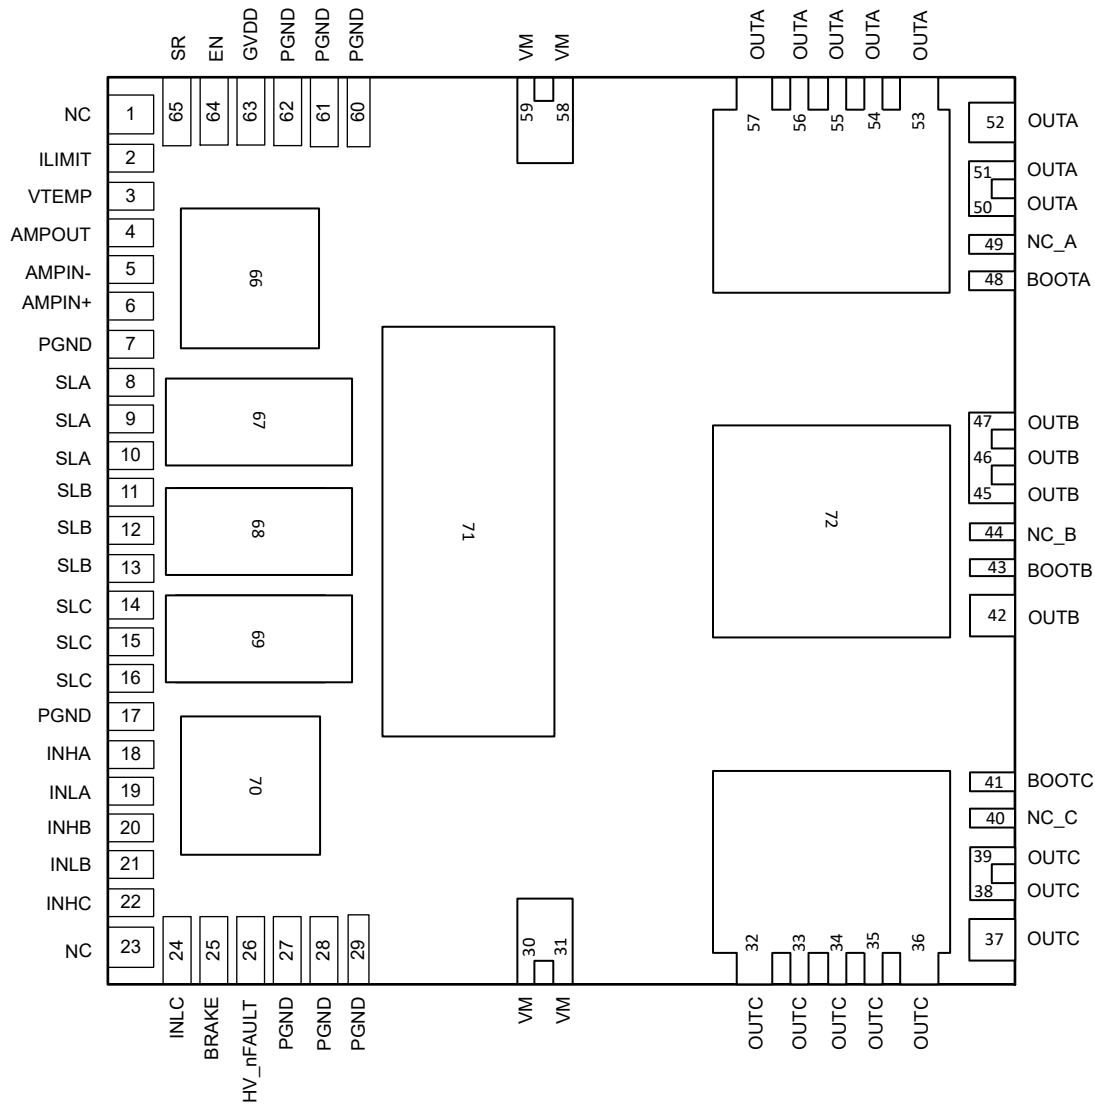 SR
EN
GVDD
PGND
PGND
PGND
VM
VM
OUTA
OUTA
OUTA
OUTA
OUTA
65
64
63
62
61
60
59
58
57
56
55
54
53
NC 1
ILIMIT 2
VTEMP 3
AMPOUT 4
AMPIN- 5
AMPIN+ 6
PGND 7
SLA 8
SLA 9
SLA 10
SLB 11
SLB 12
SLB 13
SLC 14
SLC 15
SLC 16
PGND 17
INHA 18
INLA 19
INHB 20
INLB 21
INHC 22
NC 23
66
67
68
69
70
71
72
52 OUTA
51 OUTA
50 OUTA
49 NC_A
48 BOOTA
47 OUTB
46 OUTB
45 OUTB
44 NC_B
43 BOOTB
42 OUTB
41 BOOTC
40 NC_C
39 OUTC
38 OUTC
37 OUTC
24
25
26
27
28
29
30
31
32
33
34
35
36
INLC
BRAKE
HV_nFAULT
PGND
PGND
PGND
VM
VM
OUTC
OUTC
OUTC
OUTC
OUTC